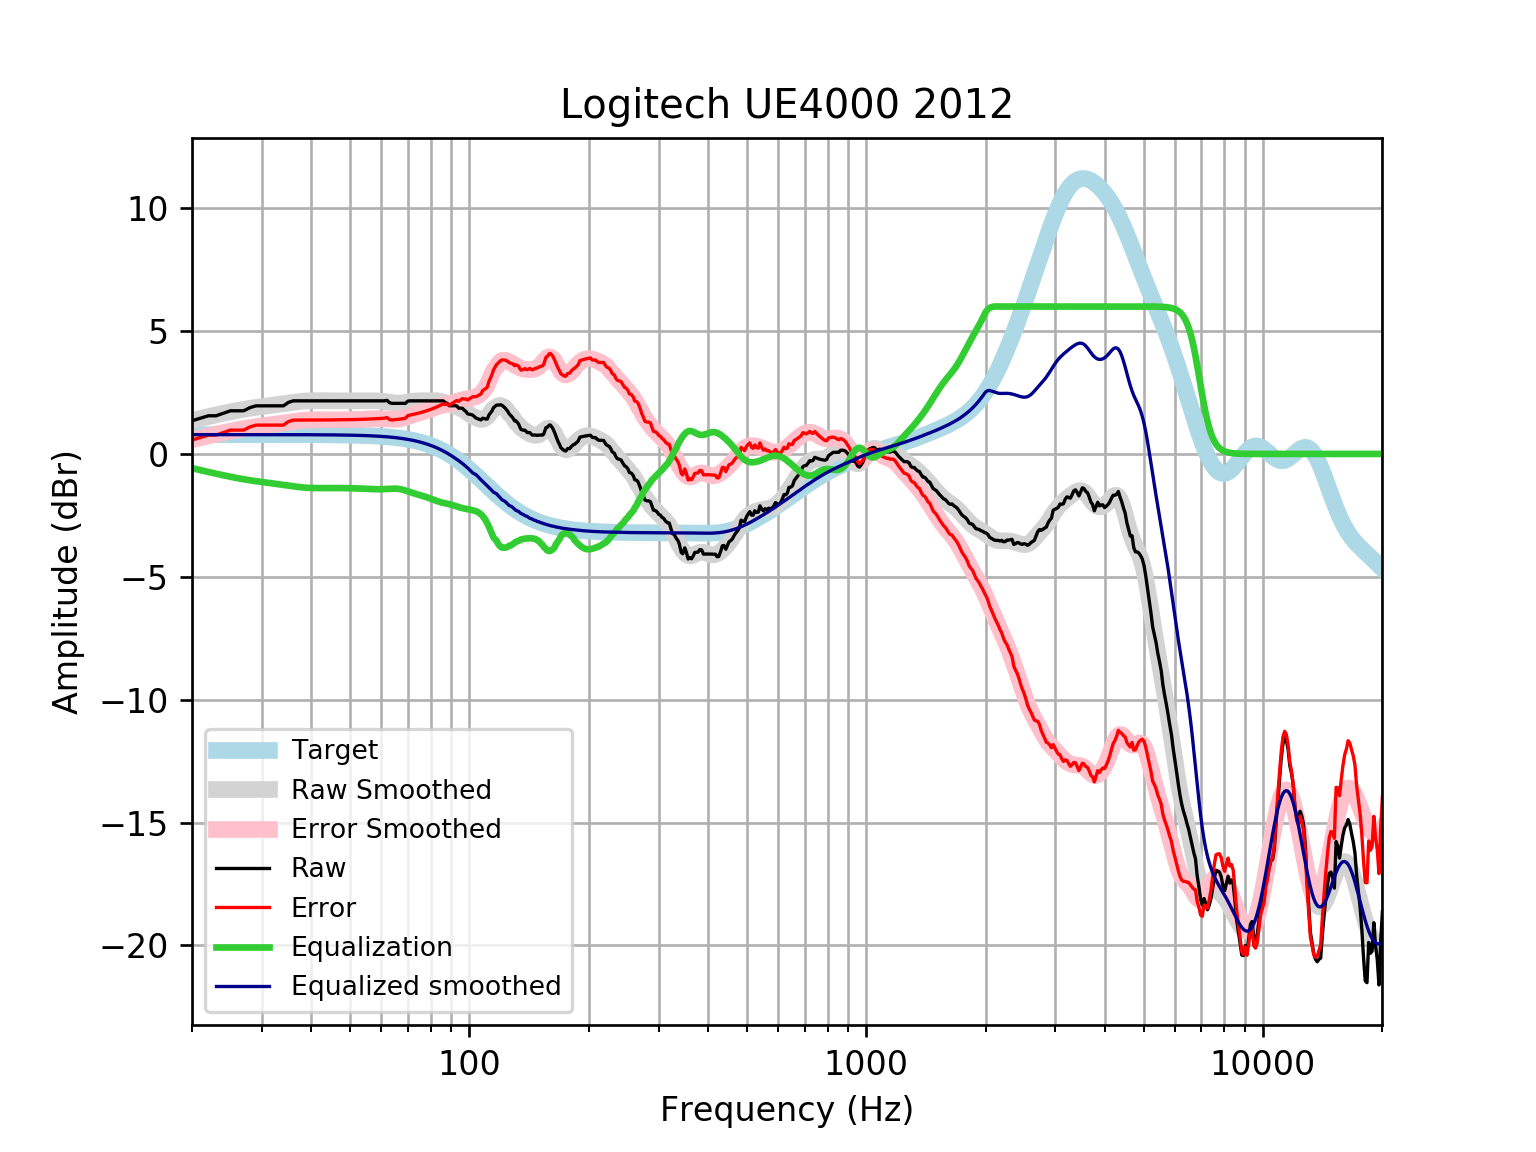 Logitech UE4000 2012
Amplitude (dBr)
10
5
0
−5
−10
−15
−20
Target
Raw Smoothed
Error Smoothed
Raw
Error
Equalization
Equalized smoothed
100
1000
10000
Frequency (Hz)